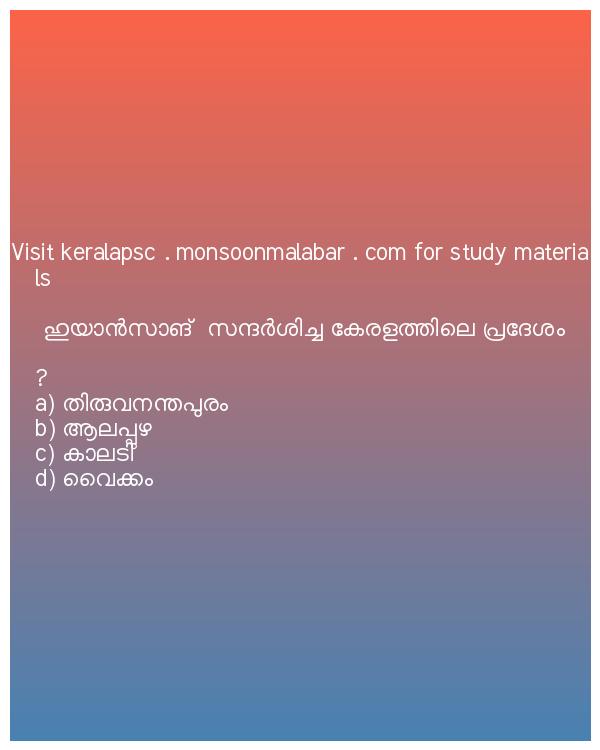 Visit keralapsc . monsoonmalabar . com for study materia
ls
ഹുയാൻസാങ് സന്ദർശിച്ച കേരളത്തിലെ പ്രദേശം
?
a) തിരുവനന്തപുരം
b) ആലപ്പുഴ
c) കാലടി
d) വൈക്കം